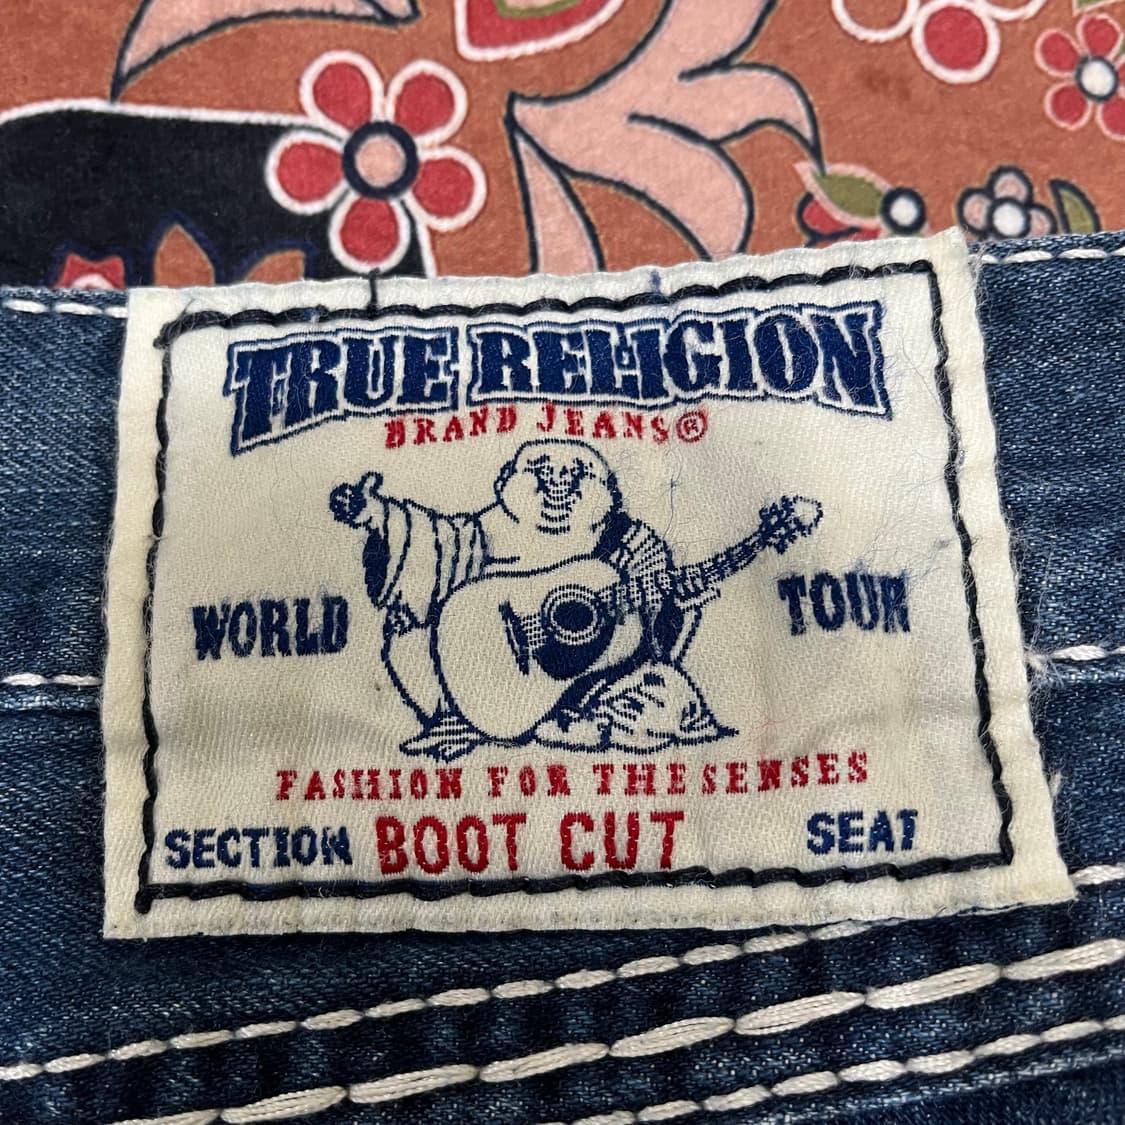 TRUE RELIGION
BRAND JEANS®
WORLD TOUR
FASHION FOR THE SENSES
SECTION BOOT CUT SEAT